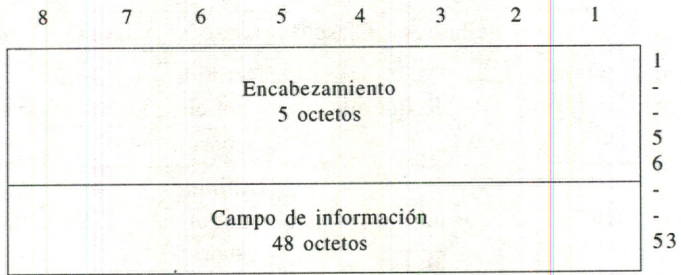 8 7 6 5 4 3 2 1
Encabezamiento
5 octetos
1
-
-
5
6
Campo de información
48 octetos
-
-
53